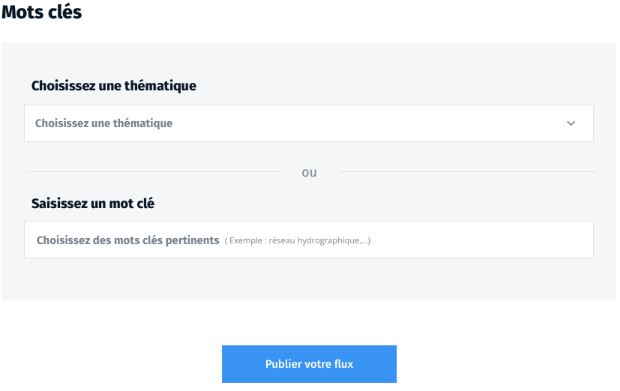 Mots clés
Choisissez une thématique
Choisissez une thématique
ou
Saisissez un mot clé
Choisissez des mots clés pertinents ( Exemple : réseau hydrographique,...)
Publier votre flux